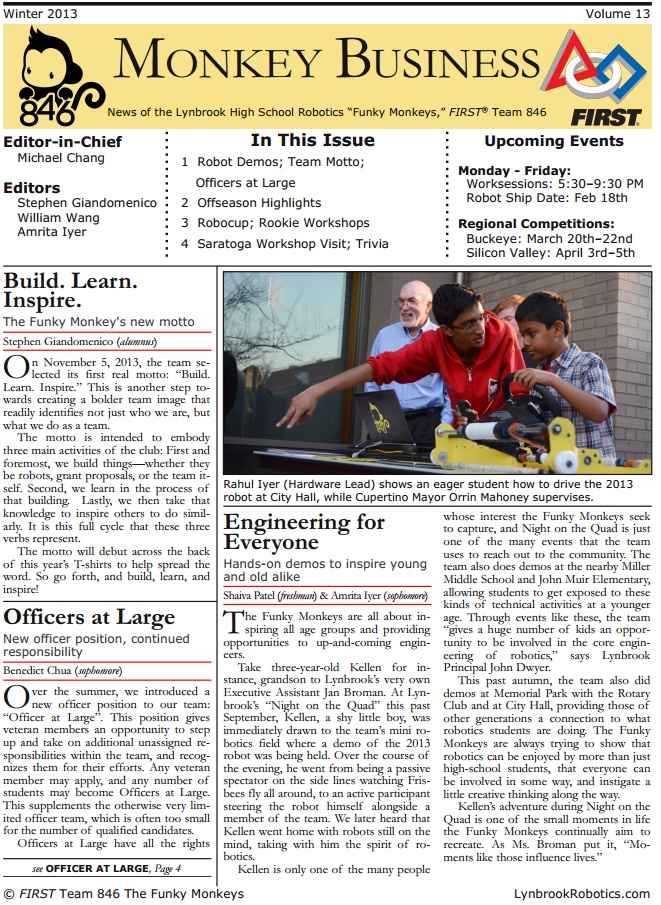 Winter 2013
Volume 13
846
MONKEY BUSINESS
News of the Lynbrook High School Robotics "Funky Monkeys," FIRST® Team 846
FIRST®
Editor-in-Chief
Michael Chang
Editors
Stephen Giandomenico
William Wang
Amrita Iyer
In This Issue
1 Robot Demos; Team Motto;
Officers at Large
2 Offseason Highlights
3 Robocup; Rookie Workshops
4 Saratoga Workshop Visit; Trivia
Upcoming Events
Monday - Friday:
Worksessions: 5:30–9:30 PM
Robot Ship Date: Feb 18th
Regional Competitions:
Buckeye: March 20th–22nd
Silicon Valley: April 3rd–5th
Build. Learn.
Inspire.
The Funky Monkey's new motto
Stephen Giandomenico (alumnus)
On November 5, 2013, the team se-
lected its first real motto: "Build.
Learn. Inspire." This is another step to-
wards creating a bolder team image that
readily identifies not just who we are, but
what we do as a team.
The motto is intended to embody
three main activities of the club: First and
foremost, we build things—whether they
be robots, grant proposals, or the team it-
self. Second, we learn in the process of
that building. Lastly, we then take that
knowledge to inspire others to do simil-
arly. It is this full cycle that these three
verbs represent.
The motto will debut across the back
of this year's T-shirts to help spread the
word. So go forth, and build, learn, and
inspire!
Officers at Large
New officer position, continued
responsibility
Benedict Chua (sophomore)
Over the summer, we introduced a
new officer position to our team:
"Officer at Large". This position gives
veteran members an opportunity to step
up and take on additional unassigned re-
sponsibilities within the team, and recog-
nizes them for their efforts. Any veteran
member may apply, and any number of
students may become Officers at Large.
This supplements the otherwise very lim-
ited officer team, which is often too small
for the number of qualified candidates.
Officers at Large have all the rights
see OFFICER AT LARGE, Page 4
Rahul Iyer (Hardware Lead) shows an eager student how to drive the 2013
robot at City Hall, while Cupertino Mayor Orrin Mahoney supervises.
Engineering for
Everyone
Hands-on demos to inspire young
and old alike
Shaiva Patel (freshman) & Amrita Iyer (sophomore)
The Funky Monkeys are all about in-
spiring all age groups and providing
opportunities to up-and-coming engin-
eers.
Take three-year-old Kellen for in-
stance, grandson to Lynbrook's very own
Executive Assistant Jan Broman. At Lyn-
brook's "Night on the Quad" this past
September, Kellen, a shy little boy, was
immediately drawn to the team's mini ro-
botics field where a demo of the 2013
robot was being held. Over the course of
the evening, he went from being a passive
spectator on the side lines watching Fris-
bees fly all around, to an active participant
steering the robot himself alongside a
member of the team. We later heard that
Kellen went home with robots still on the
mind, taking with him the spirit of ro-
botics.
Kellen is only one of the many people
whose interest the Funky Monkeys seek
to capture, and Night on the Quad is just
one of the many events that the team
uses to reach out to the community. The
team also does demos at the nearby Miller
Middle School and John Muir Elementary,
allowing students to get exposed to these
kinds of technical activities at a younger
age. Through events like these, the team
"gives a huge number of kids an oppor-
tunity to be involved in the core engin-
eering of robotics," says Lynbrook
Principal John Dwyer.
This past autumn, the team also did
demos at Memorial Park with the Rotary
Club and at City Hall, providing those of
other generations a connection to what
robotics students are doing. The Funky
Monkeys are always trying to show that
robotics can be enjoyed by more than just
high-school students, that everyone can
be involved in some way, and instigate a
little creative thinking along the way.
Kellen's adventure during Night on the
Quad is one of the small moments in life
the Funky Monkeys continually aim to
recreate. As Ms. Broman put it, "Mo-
ments like those influence lives."
© FIRST Team 846 The Funky Monkeys
LynbrookRobotics.com